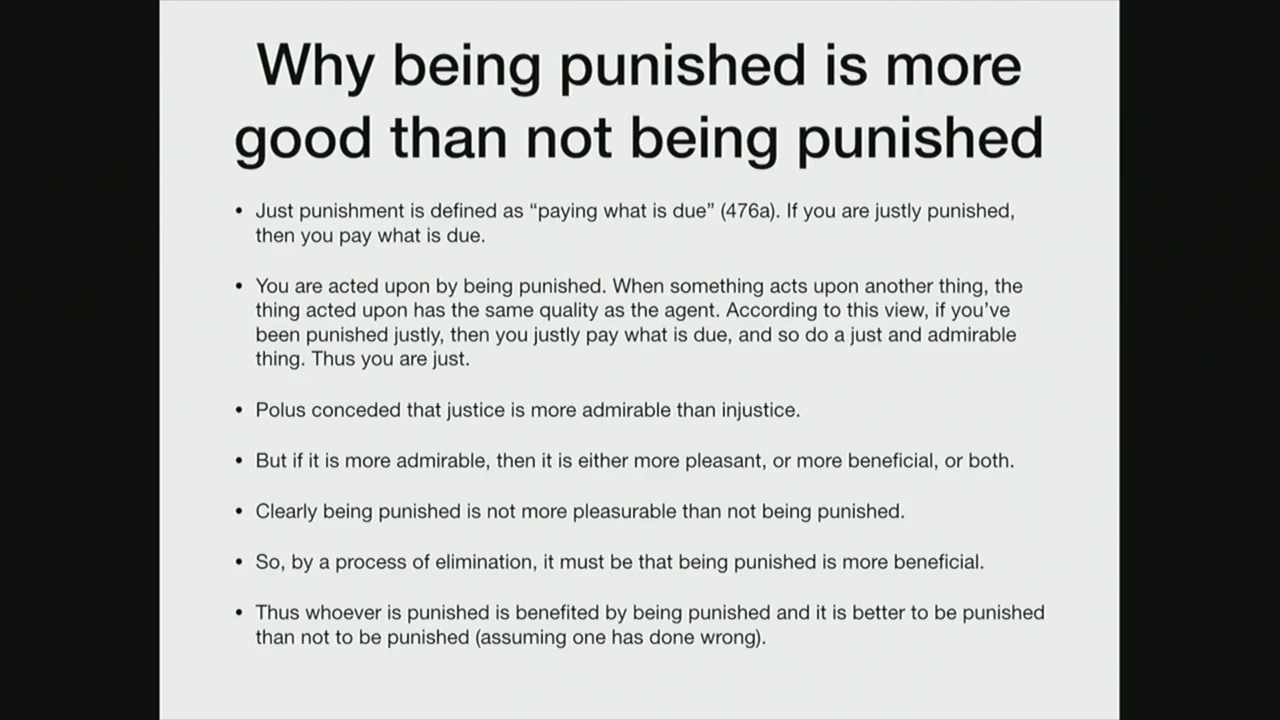 Why being punished is more
good than not being punished
• Just punishment is defined as “paying what is due” (476a). If you are justly punished,
then you pay what is due.
• You are acted upon by being punished. When something acts upon another thing, the
thing acted upon has the same quality as the agent. According to this view, if you’ve
been punished justly, then you justly pay what is due, and so do a just and admirable
thing. Thus you are just.
• Polus conceded that justice is more admirable than injustice.
• But if it is more admirable, then it is either more pleasant, or more beneficial, or both.
• Clearly being punished is not more pleasurable than not being punished.
• So, by a process of elimination, it must be that being punished is more beneficial.
• Thus whoever is punished is benefited by being punished and it is better to be punished
than not to be punished (assuming one has done wrong).